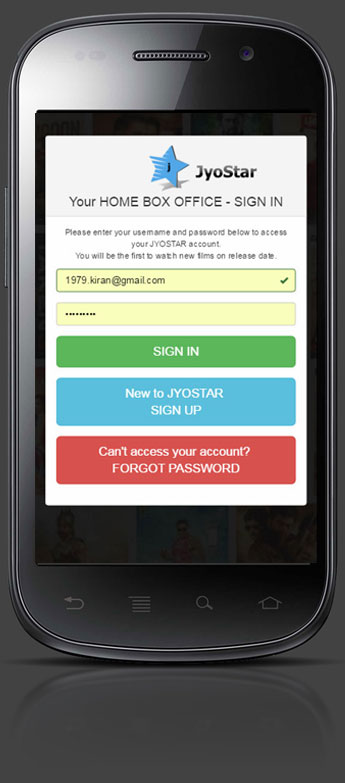 j
JyoStar
Your HOME BOX OFFICE - SIGN IN
Please enter your username and password below to access
your JYOSTAR account.
You will be the first to watch new films on release date.
1979.kiran@gmail.com
•••••••••
SIGN IN
New to JYOSTAR
SIGN UP
Can't access your account?
FORGOT PASSWORD